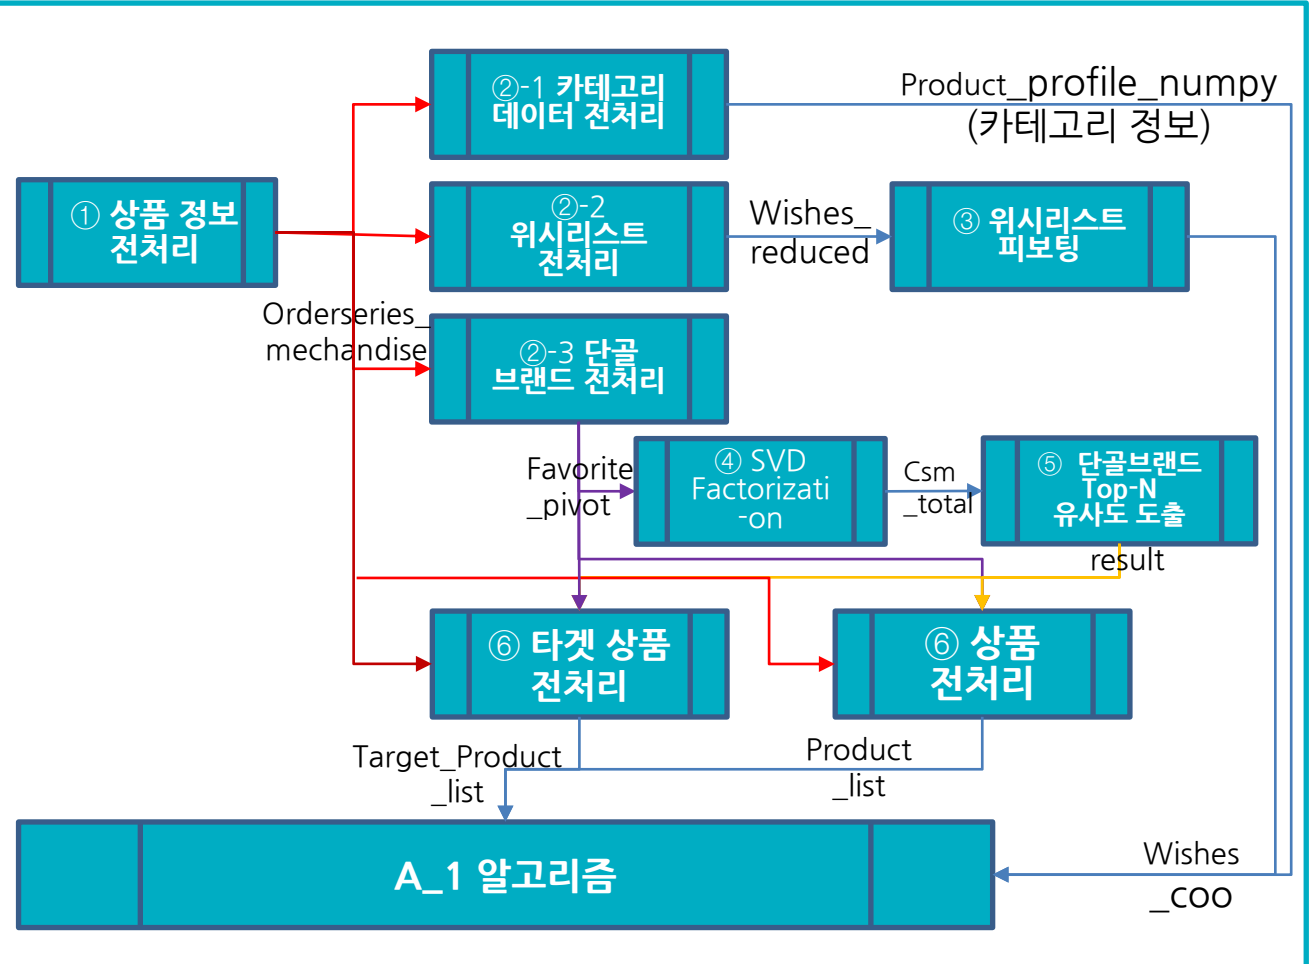 ②-1 카테고리
데이터 전처리
Product_profile_numpy
(카테고리 정보)
① 상품 정보
전처리
②-2
위시리스트
전처리
Wishes_
reduced
③ 위시리스트
피보팅
Orderseries_
mechandise
②-3 단골
브랜드 전처리
Favorite
_pivot
④ SVD
Factorizati
-on
Csm
_total
⑤ 단골브랜드
Top-N
유사도 도출
result
⑥ 타겟 상품
전처리
⑥ 상품
전처리
Target_Product
_list
Product
_list
A_1 알고리즘
Wishes
_coo